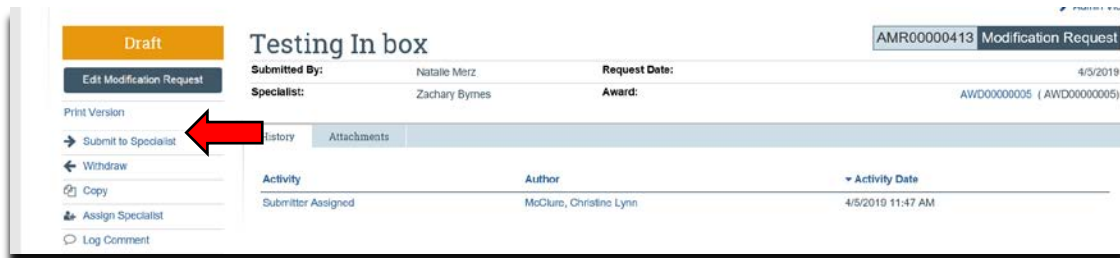 Draft
Testing In box
AMR00000413 Modification Request
Edit Modification Request
Submitted By: Natalie Merz Request Date: 4/5/2019
Specialist: Zachary Byrnes Award: AWD00000005 ( AWD00000005)
Print Version
Submit to Specialist
History Attachments
Withdraw
Activity Author Activity Date
Copy
Submitter Assigned McClure, Christine Lynn 4/5/2019 11:47 AM
Assign Specialist
Log Comment